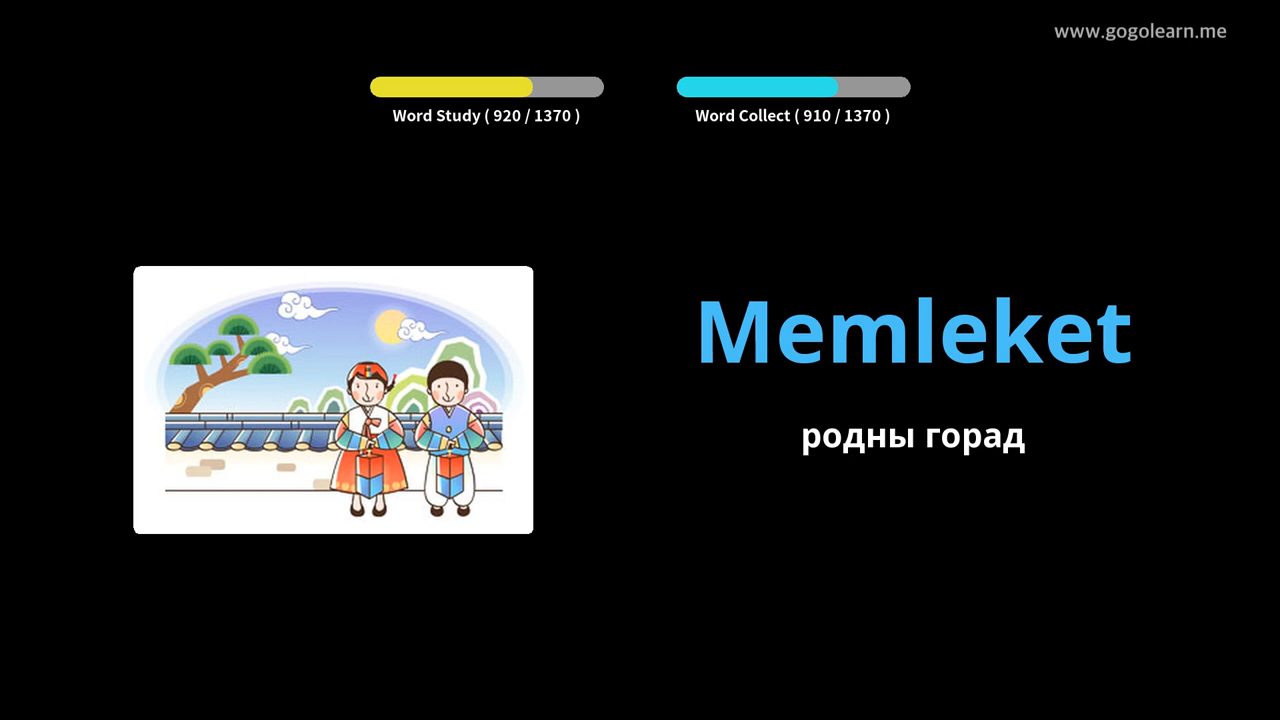 www.gogolearn.me
Word Study ( 920 / 1370 )
Word Collect ( 910 / 1370 )
Memleket
родны горад